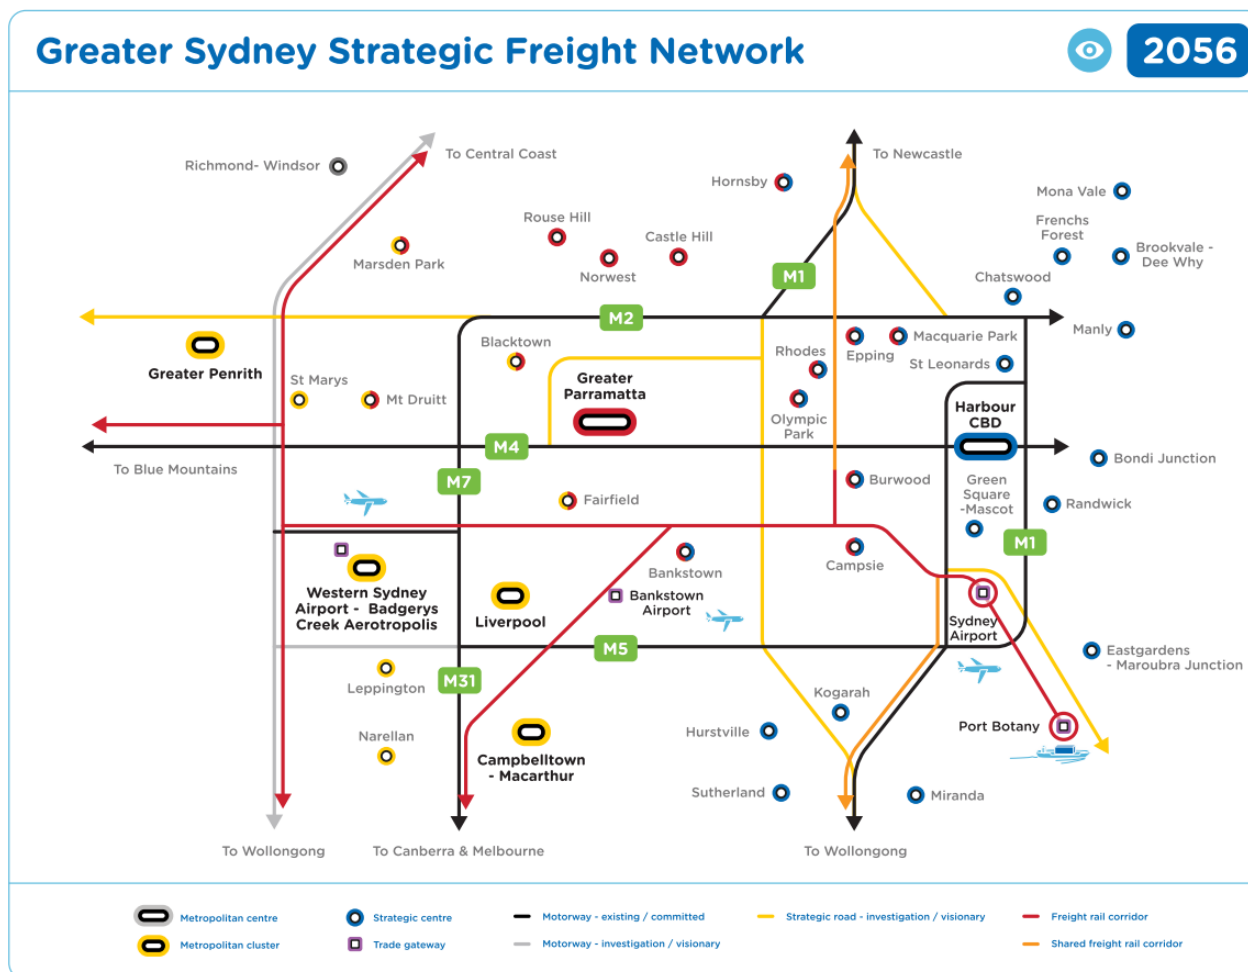 Greater Sydney Strategic Freight Network
2056
Richmond- Windsor
To Central Coast
To Newcastle
Hornsby
Mona Vale
Rouse Hill
Castle Hill
Frenchs
Forest
Marsden Park
Norwest
Brookvale -
Dee Why
M1
Chatswood
M2
Manly
Blacktown
Rhodes
Epping
Macquarie Park
St Leonards
Greater Penrith
St Marys
Mt Druitt
Greater
Parramatta
Olympic
Park
Harbour
CBD
M4
To Blue Mountains
Bondi Junction
M7
Burwood
Green
Square
-Mascot
Fairfield
Randwick
M1
Bankstown
Campsie
Western Sydney
Airport -  Badgerys
Creek Aerotropolis
Liverpool
Bankstown
Airport
Sydney
Airport
M5
Eastgardens
- Maroubra Junction
Leppington
M31
Kogarah
Narellan
Hurstville
Port Botany
Campbelltown
- Macarthur
Sutherland
Miranda
To Wollongong
To Canberra & Melbourne
To Wollongong
Metropolitan centre
Strategic centre
Motorway - existing / committed
Strategic road - investigation / visionary
Freight rail corridor
Metropolitan cluster
Trade gateway
Motorway - investigation / visionary
Shared freight rail corridor